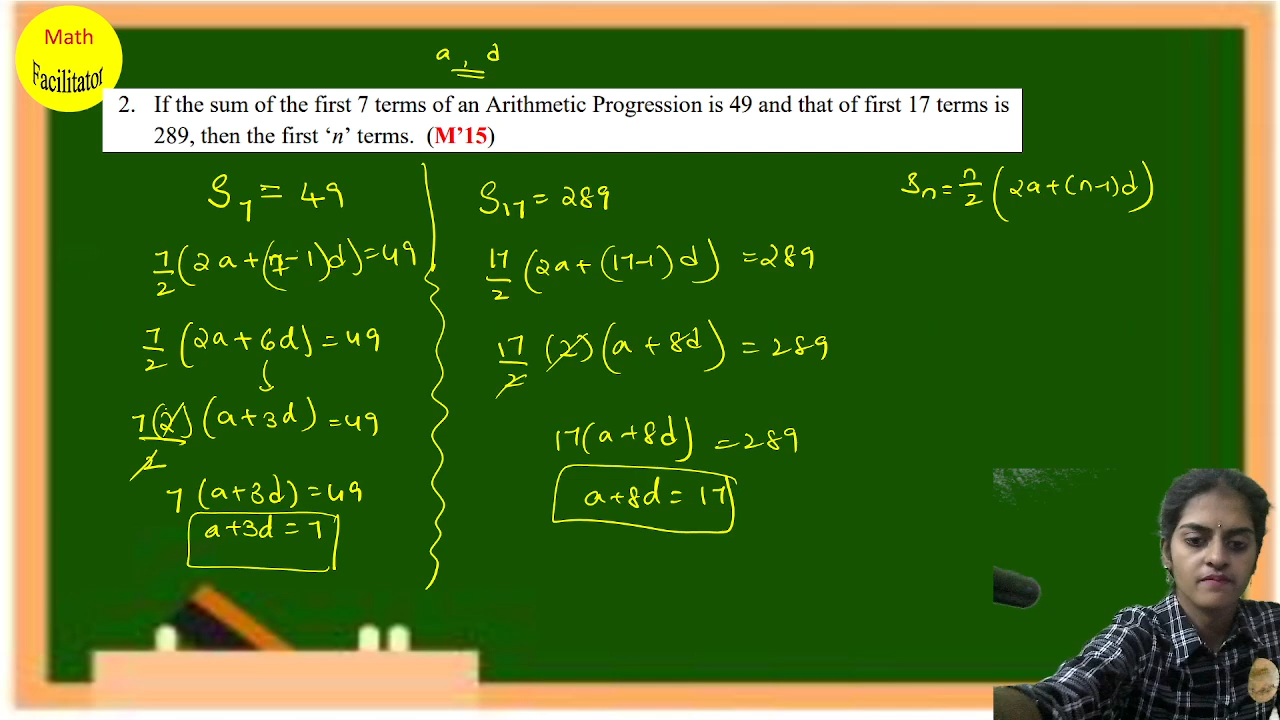 Math
Facilitator
a, d
2. If the sum of the first 7 terms of an Arithmetic Progression is 49 and that of first 17 terms is
289, then the first ‘n’ terms. (M’15)
S₇ = 49
7/2 (2a+(7-1)d)=49
7/2 (2a+6d)=49
7(2)/2 (a+3d)=49
7(a+3d)=49
a+3d=7
S₁₇ = 289
17/2 (2a+(17-1)d) =289
17/2 (2)(a+8d) = 289
17(a+8d) =289
a+8d= 17
Sn=n/2 (2a+(n-1)d)